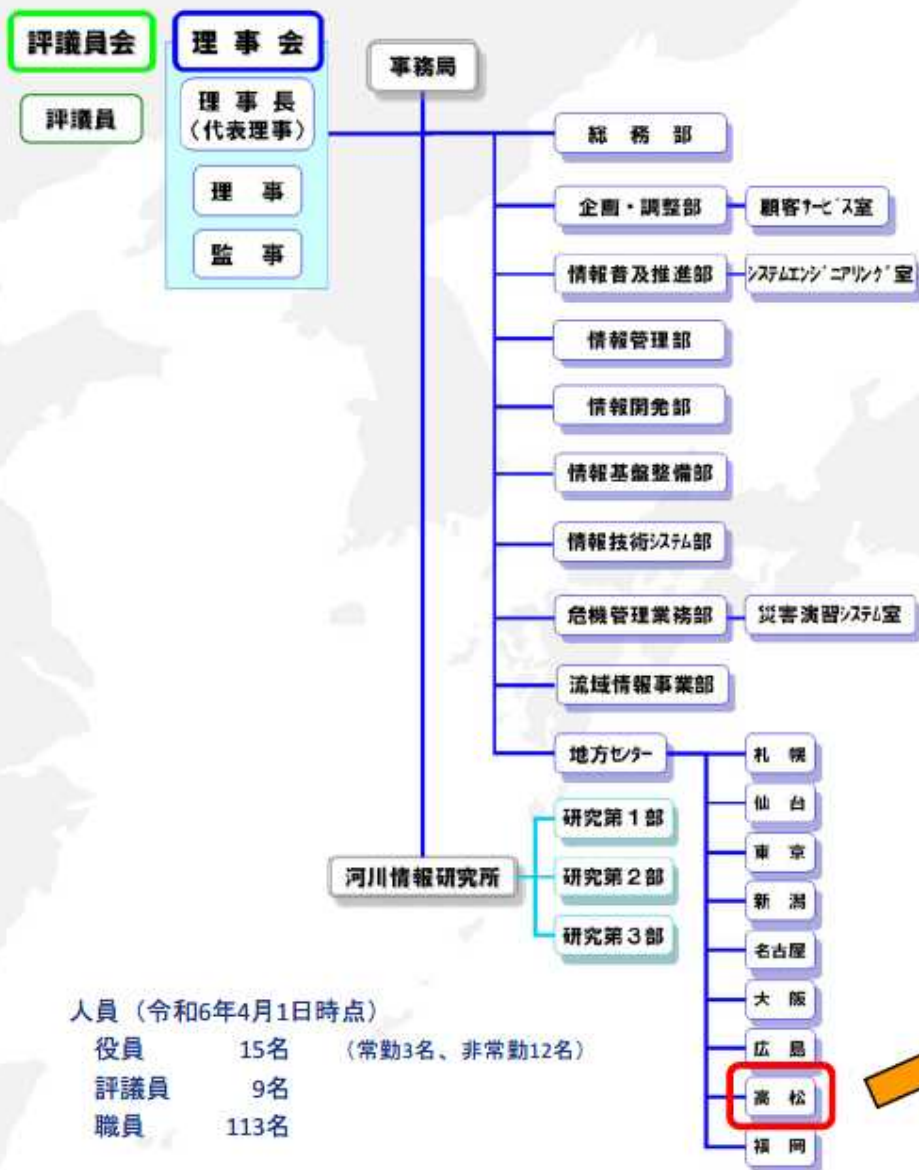 評議員会
理事会
事務局
評議員
理事長
（代表理事）
理事
監事
総務部
企画・調整部
顧客サービス室
情報普及推進部
システムエンジニアリング室
情報管理部
情報開発部
情報基盤整備部
情報技術システム部
危機管理業務部
災害演習システム室
流域情報事業部
地方センター
札幌
仙台
東京
新潟
名古屋
大阪
広島
高松
福岡
河川情報研究所
研究第１部
研究第２部
研究第３部
人員（令和6年4月1日時点）
役員 15名 （常勤3名、非常勤12名）
評議員 9名
職員 113名